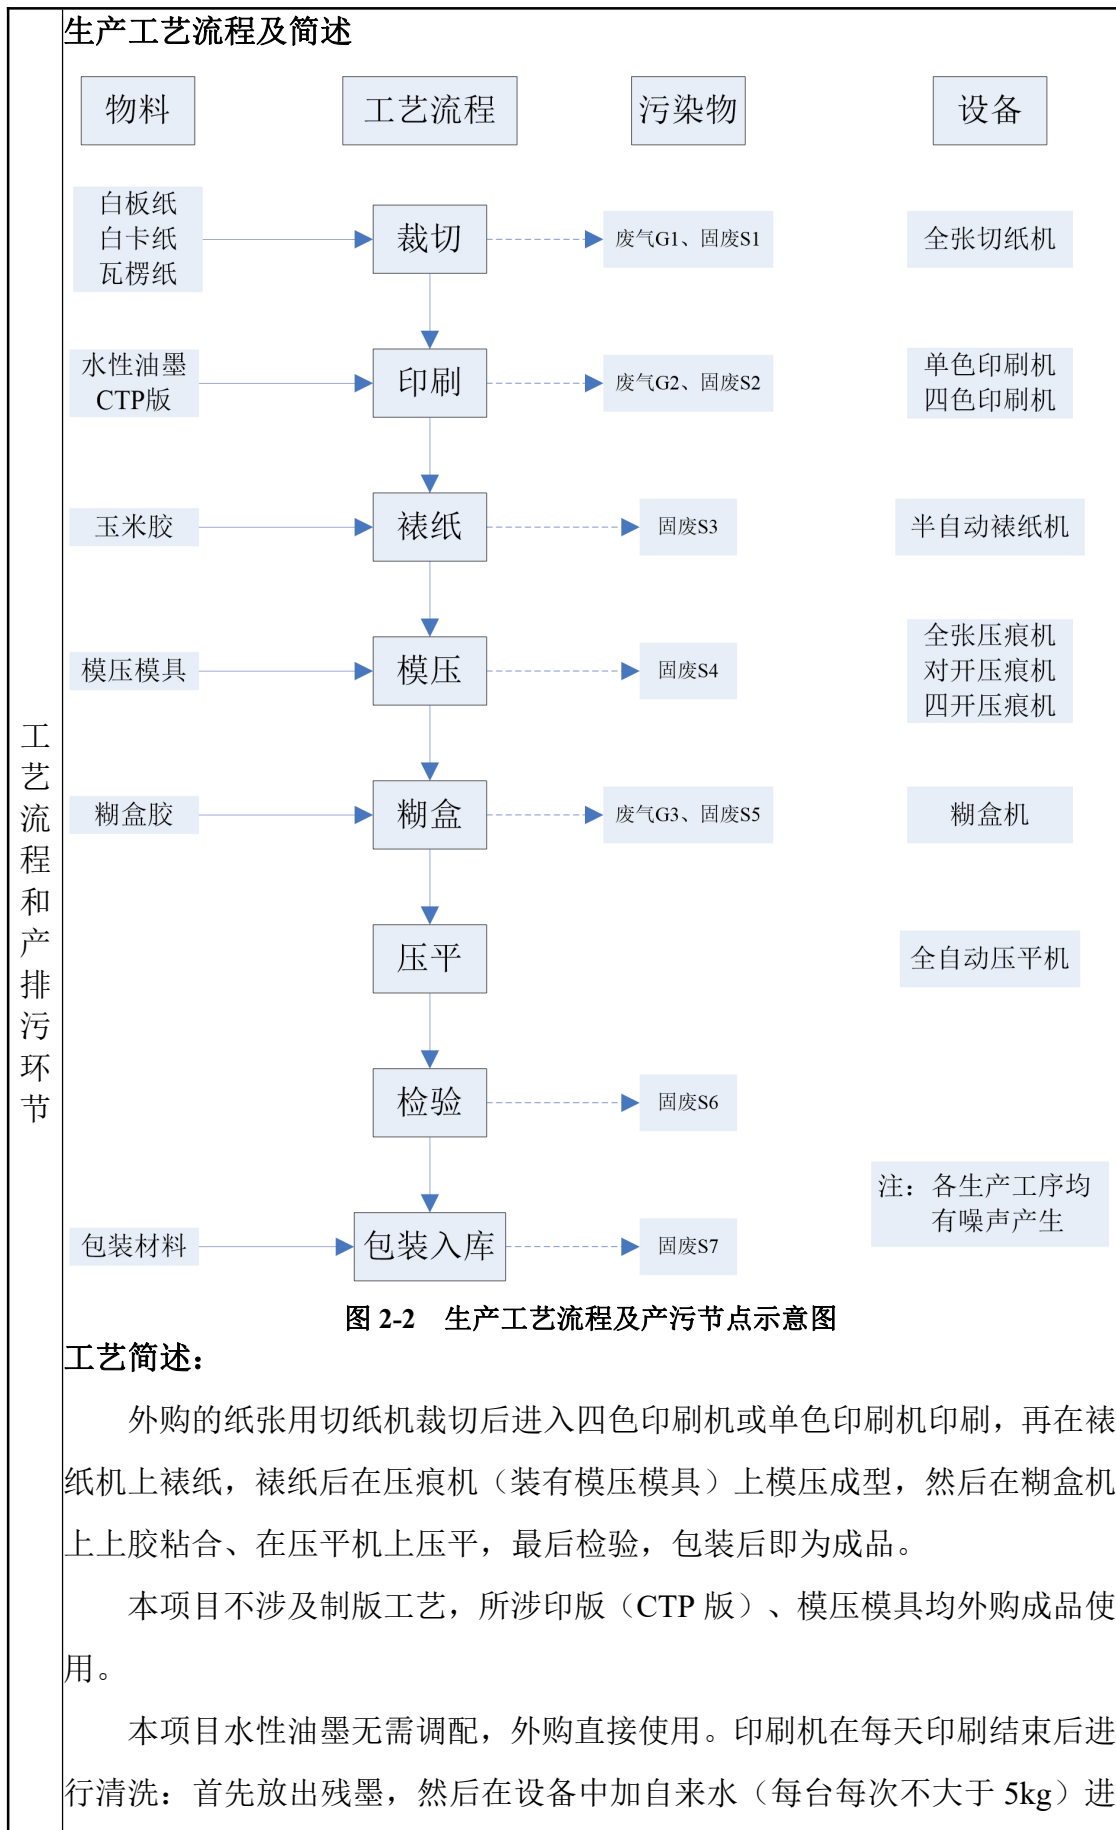 生产工艺流程及简述
物料 工艺流程 污染物 设备
白板纸
白卡纸
瓦楞纸
裁切
废气G1、固废S1
全张切纸机
水性油墨
CTP版
印刷
废气G2、固废S2
单色印刷机
四色印刷机
玉米胶
裱纸
固废S3
半自动裱纸机
模压模具
模压
固废S4
全张压痕机
对开压痕机
四开压痕机
糊盒胶
糊盒
废气G3、固废S5
糊盒机
压平
全自动压平机
检验
固废S6
包装材料
包装入库
固废S7
注：各生产工序均
有噪声产生
图 2-2 生产工艺流程及产污节点示意图
工艺流程和产排污环节
工艺简述：
外购的纸张用切纸机裁切后进入四色印刷机或单色印刷机印刷，再在裱
纸机上裱纸，裱纸后在压痕机（装有模压模具）上模压成型，然后在糊盒机
上上胶粘合、在压平机上压平，最后检验，包装后即为成品。
本项目不涉及制版工艺，所涉印版（CTP 版）、模压模具均外购成品使
用。
本项目水性油墨无需调配，外购直接使用。印刷机在每天印刷结束后进
行清洗：首先放出残墨，然后在设备中加自来水（每台每次不大于 5kg）进